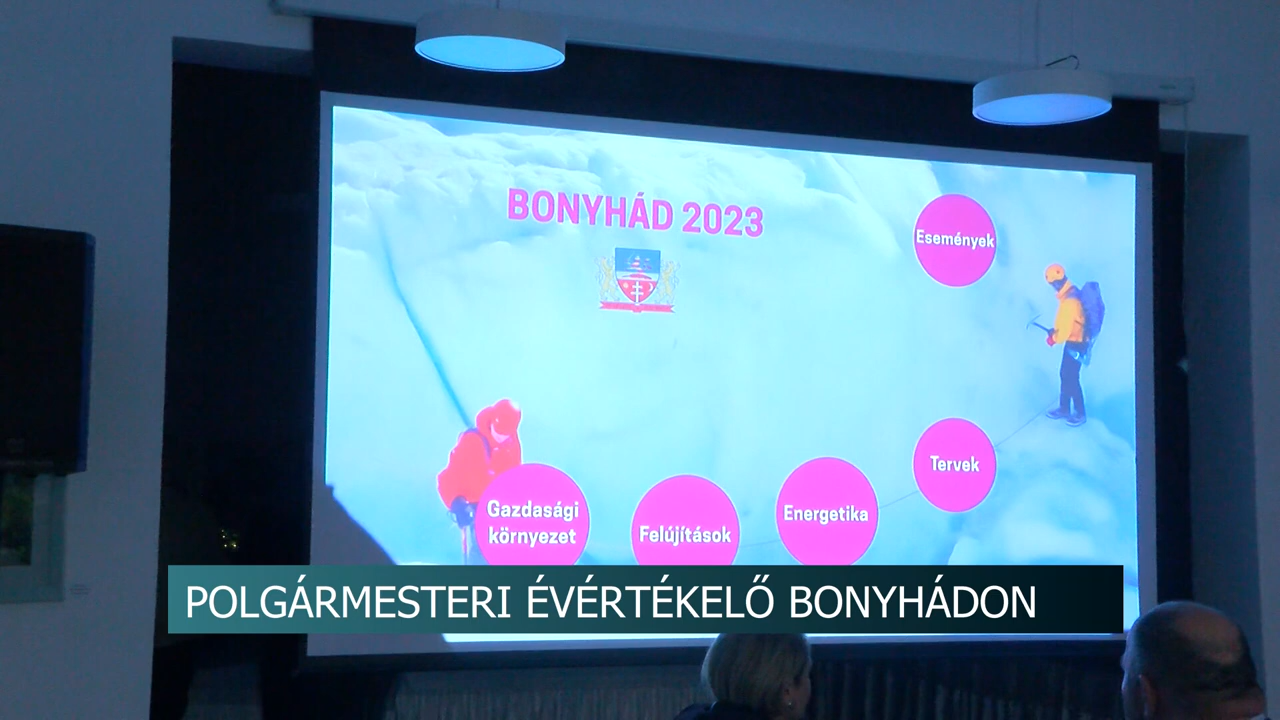 BONYHÁD 2023
Események
Tervek
Energetika
Gazdasági
környezet
Felújítások
POLGÁRMESTERI ÉVÉRTÉKELŐ BONYHÁDON